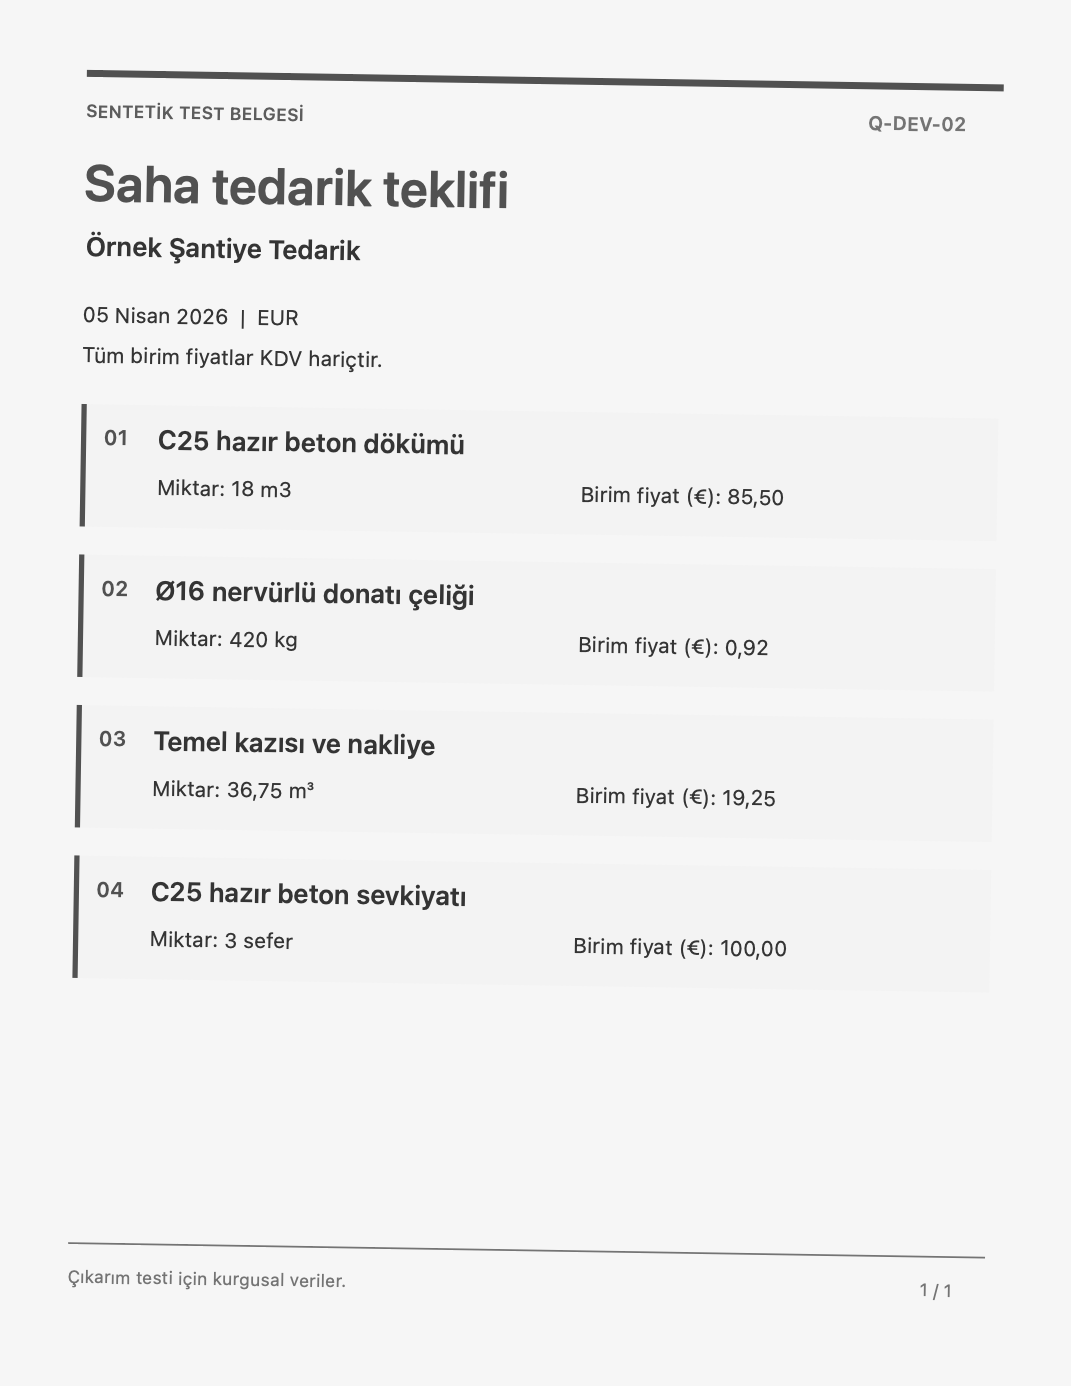 SENTETİK TEST BELGESİ
Q-DEV-02
Saha tedarik teklifi
Örnek Şantiye Tedarik
05 Nisan 2026 | EUR
Tüm birim fiyatlar KDV hariçtir.
01 C25 hazır beton dökümü
Miktar: 18 m3 Birim fiyat (€): 85,50
02 Ø16 nervürlü donatı çeliği
Miktar: 420 kg Birim fiyat (€): 0,92
03 Temel kazısı ve nakliye
Miktar: 36,75 m³ Birim fiyat (€): 19,25
04 C25 hazır beton sevkiyatı
Miktar: 3 sefer Birim fiyat (€): 100,00
Çıkarım testi için kurgusal veriler.
1 / 1